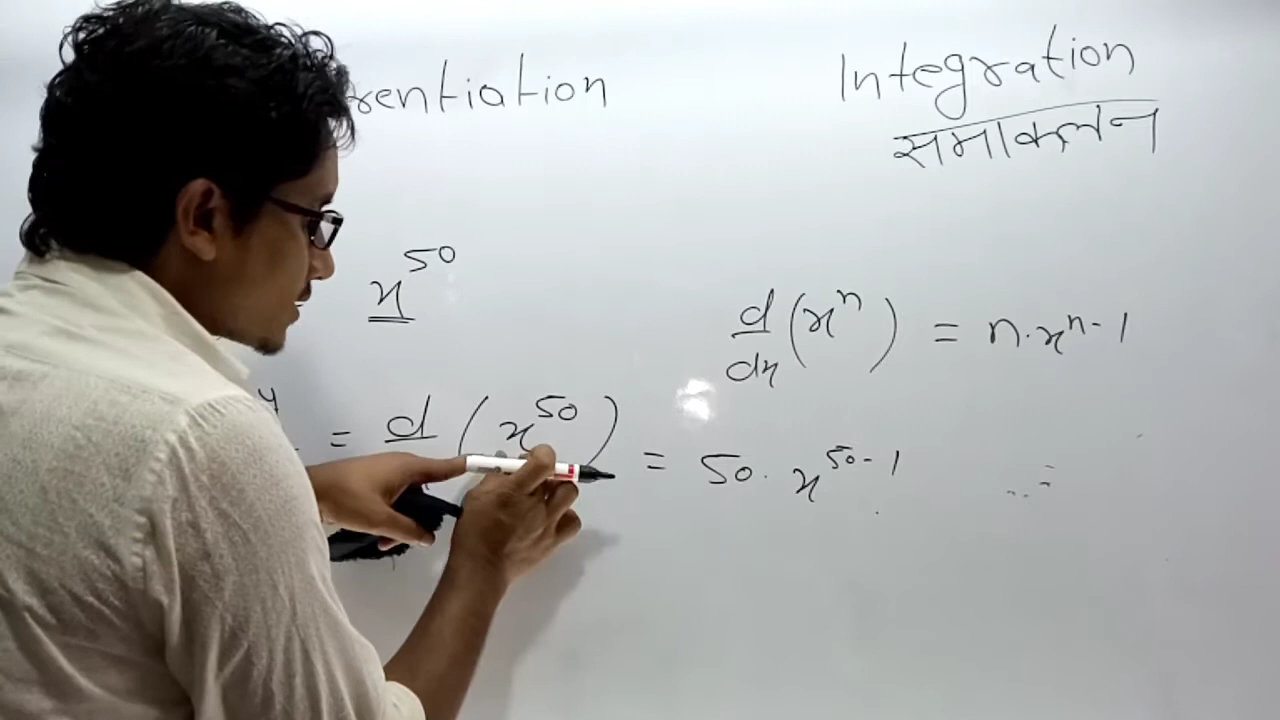 rentiation
Integration
समाकलन
x^50
d/dx (x^n) = n.x^n-1
y = d (x^50) = 50. x^50-1